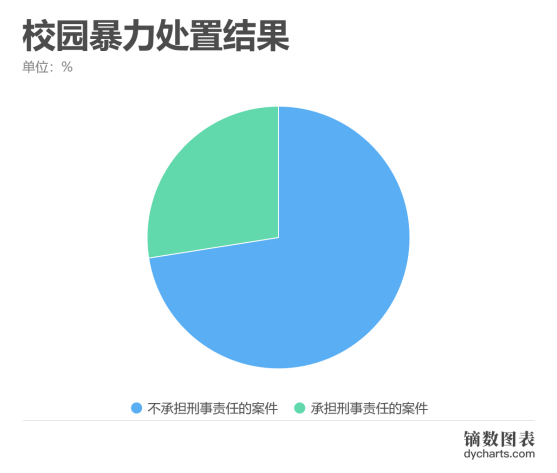 校园暴力处置结果
单位：%
不承担刑事责任的案件
承担刑事责任的案件
镝数图表
dycharts.com